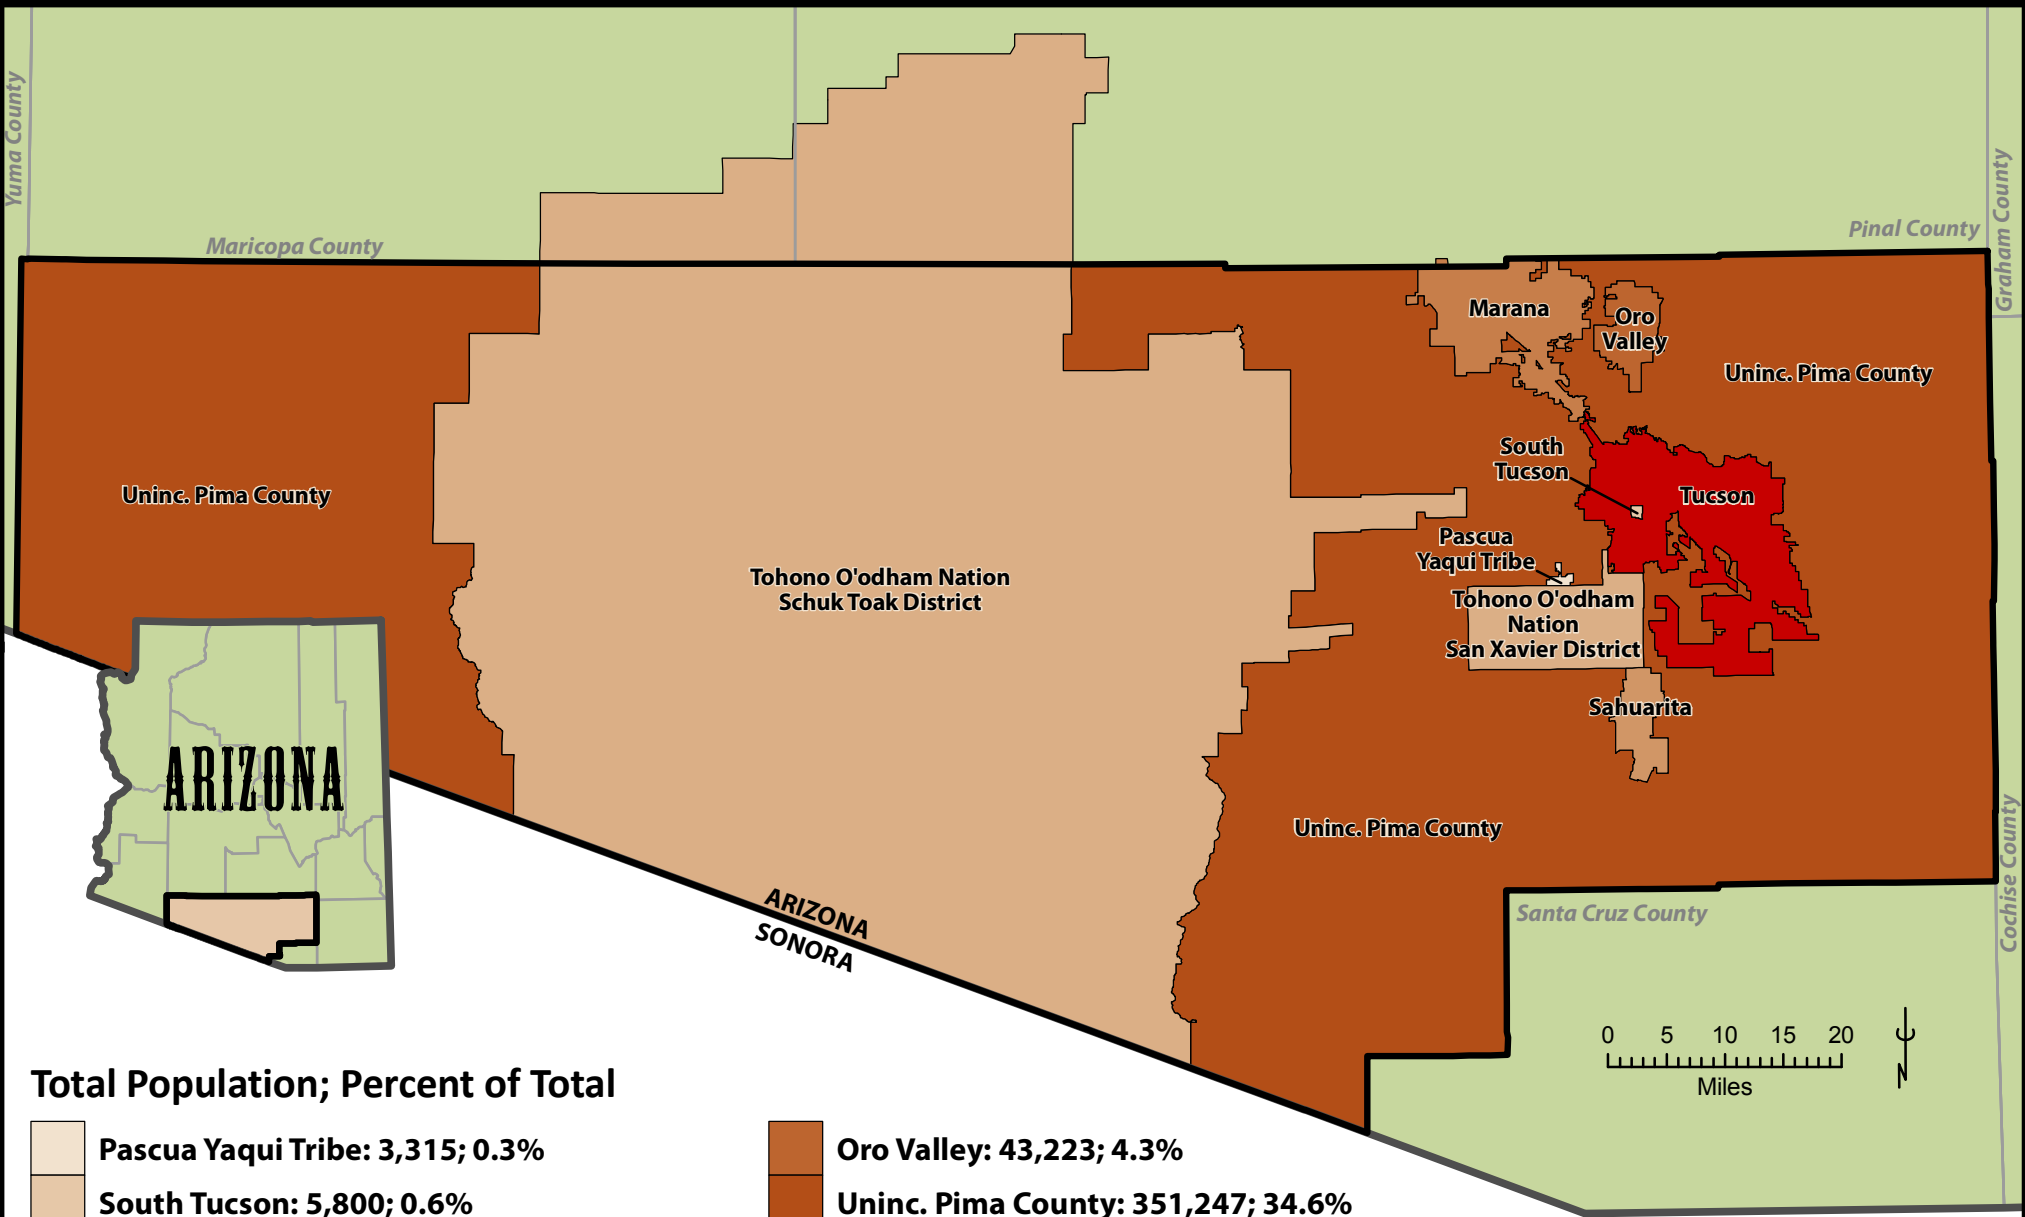 Yuma County
Maricopa County
Pinal County
Graham County
Marana
Oro
Valley
Uninc. Pima County
South
Tucson
Tucson
Uninc. Pima County
Pascua
Yaqui Tribe
Tohono O'odham Nation
Schuk Toak District
Tohono O'odham
Nation
San Xavier District
Sahuarita
ARIZONA
Uninc. Pima County
ARIZONA
SONORA
Santa Cruz County
Cochise County
0 5 10 15 20
Miles
N
Total Population; Percent of Total
Pascua Yaqui Tribe: 3,315; 0.3%
Oro Valley: 43,223; 4.3%
South Tucson: 5,800; 0.6%
Uninc. Pima County: 351,247; 34.6%